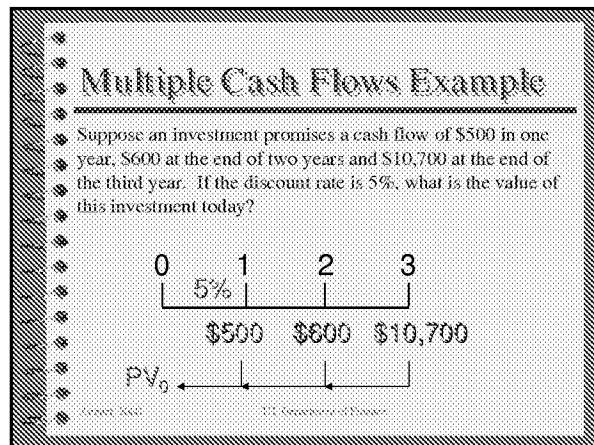 Multiple Cash Flows Example
Suppose an investment promises a cash flow of $500 in one
year, $600 at the end of two years and $10,700 at the end of
the third year. If the discount rate is 5%, what is the value of
this investment today?
0 1 2 3
5%
$500 $600 $10,700
PV0